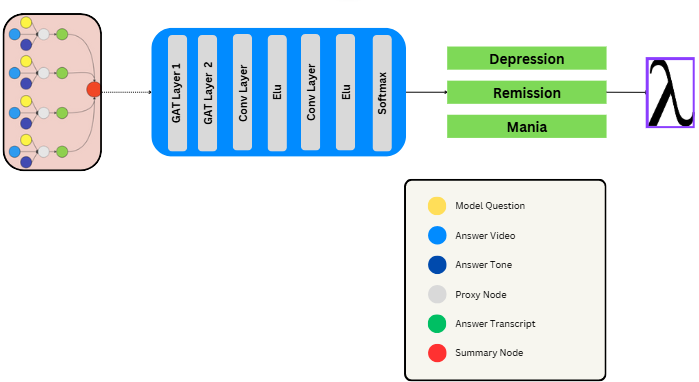 GAT Layer 1
GAT Layer 2
Conv Layer
Elu
Conv Layer
Elu
Softmax
Depression
Remission
Mania
λ
Model Question
Answer Video
Answer Tone
Proxy Node
Answer Transcript
Summary Node